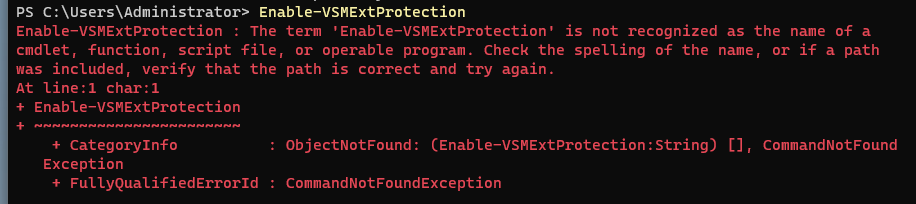 PS C:\Users\Administrator> Enable-VSMExtProtection
Enable-VSMExtProtection : The term 'Enable-VSMExtProtection' is not recognized as the name of a
cmdlet, function, script file, or operable program. Check the spelling of the name, or if a path
was included, verify that the path is correct and try again.
At line:1 char:1
+ Enable-VSMExtProtection
+ ~~~~~~~~~~~~~~~~~~~~~~~
    + CategoryInfo          : ObjectNotFound: (Enable-VSMExtProtection:String) [], CommandNotFound
   Exception
    + FullyQualifiedErrorId : CommandNotFoundException